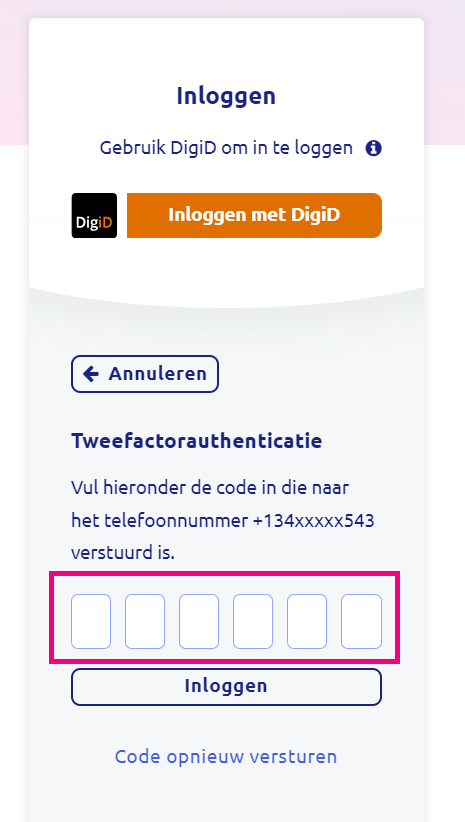 Inloggen
Gebruik DigiD om in te loggen
DigiD
Inloggen met DigiD
Annuleren
Tweefactorauthenticatie
Vul hieronder de code in die naar
het telefoonnummer +134xxxxx543
verstuurd is.
Inloggen
Code opnieuw versturen